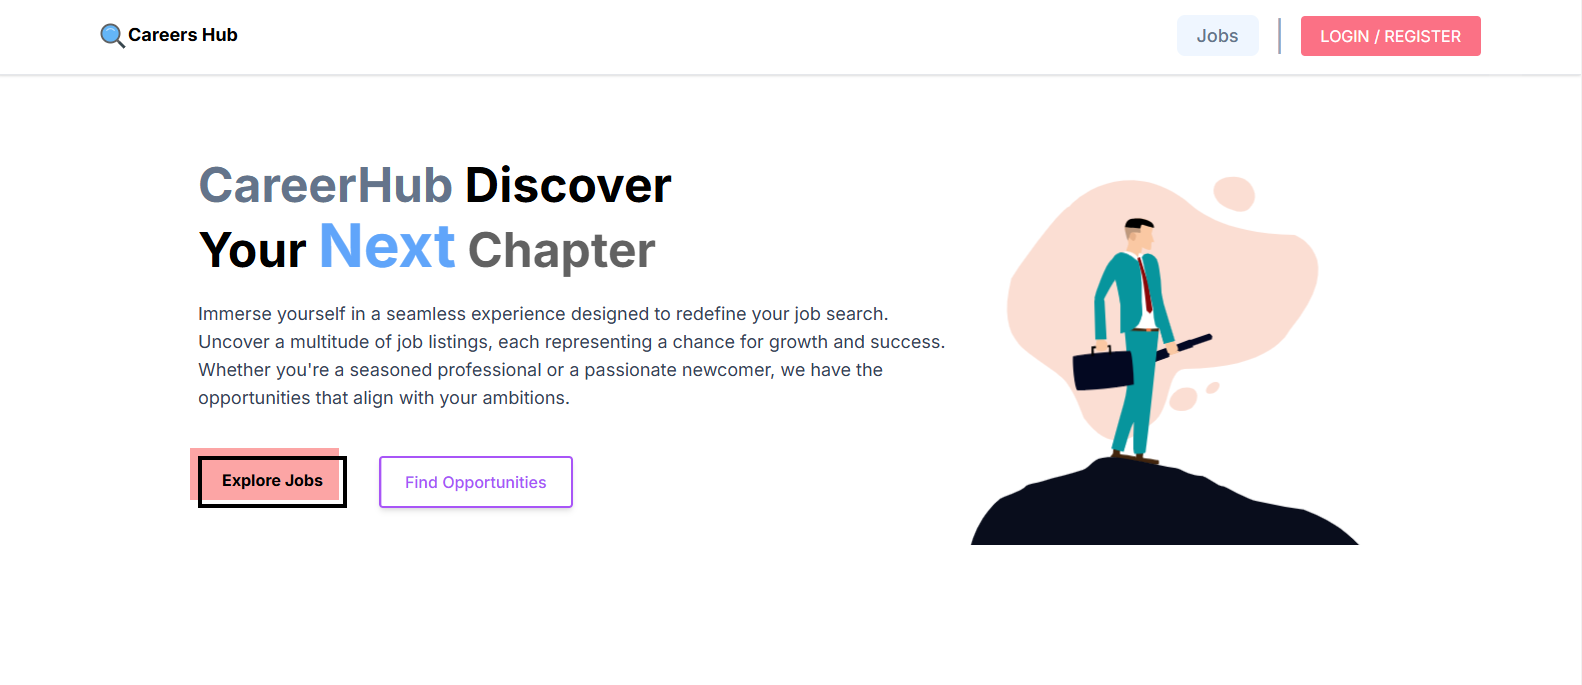 Careers Hub
Jobs
LOGIN / REGISTER
CareerHub Discover
Your Next Chapter
Immerse yourself in a seamless experience designed to redefine your job search.
Uncover a multitude of job listings, each representing a chance for growth and success.
Whether you're a seasoned professional or a passionate newcomer, we have the
opportunities that align with your ambitions.
Explore Jobs
Find Opportunities